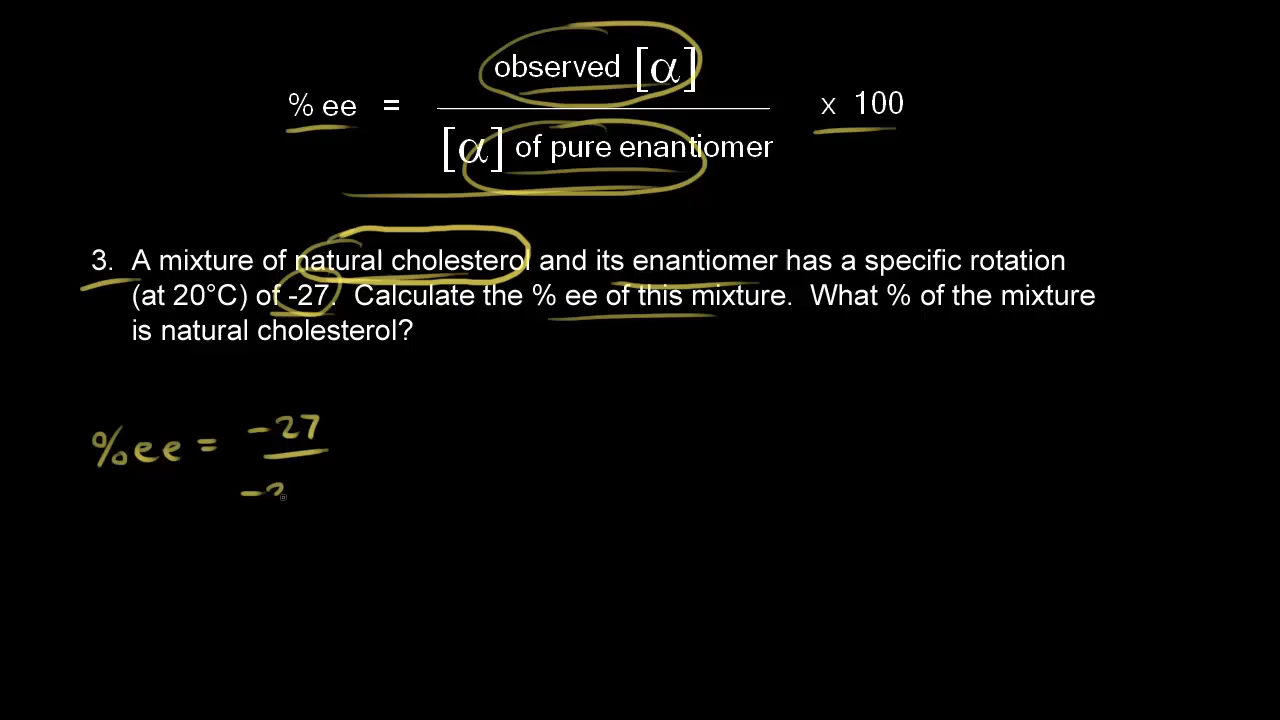 observed [α]
% ee = x 100
[α] of pure enantiomer
3. A mixture of natural cholesterol and its enantiomer has a specific rotation
(at 20°C) of -27. Calculate the % ee of this mixture. What % of the mixture
is natural cholesterol?
%ee = -27